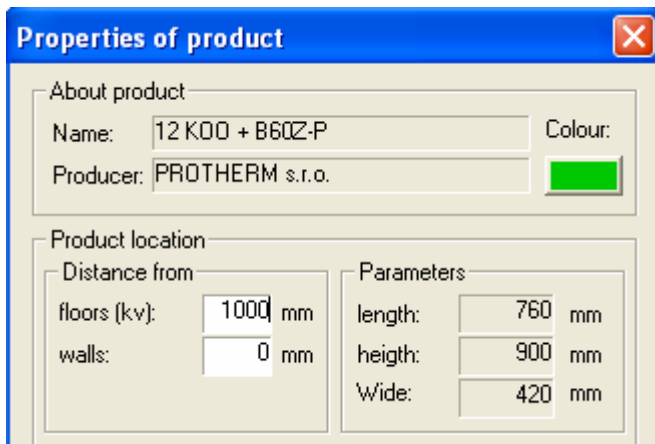 Properties of product
About product
Name: 12 KOO + B60Z-P Colour:
Producer: PROTHERM s.r.o.
Product location
Distance from
floors (kv): 1000 mm
walls: 0 mm
Parameters
length: 760 mm
heigth: 900 mm
Wide: 420 mm